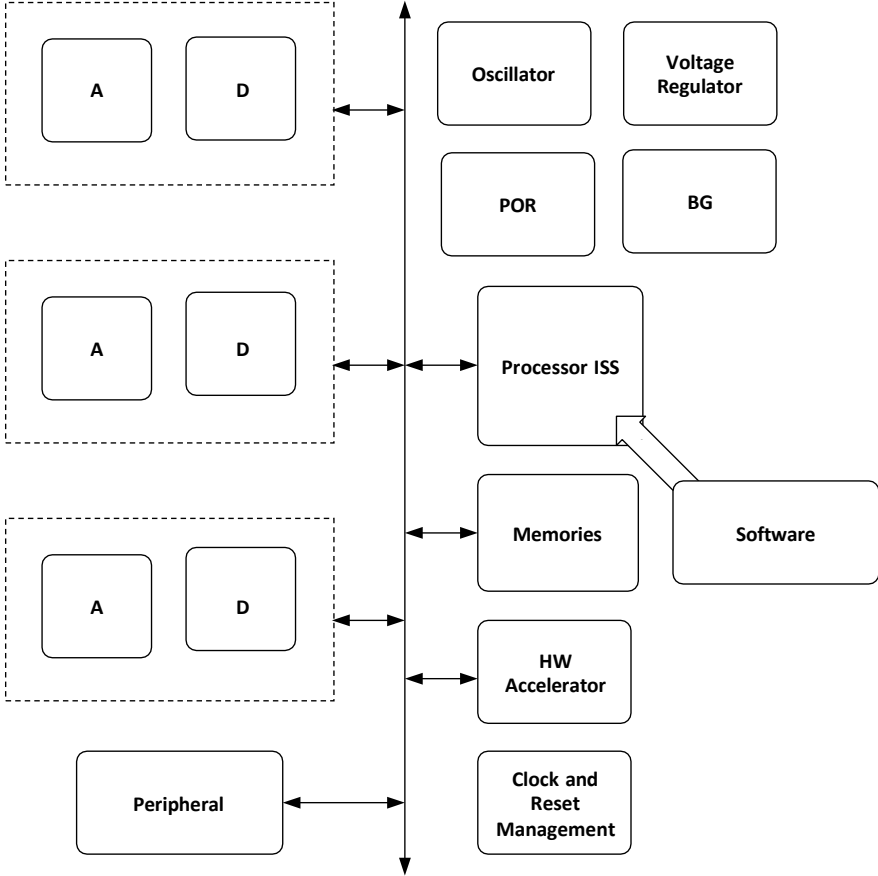 A
D
Oscillator
Voltage
Regulator
POR
BG
A
D
Processor ISS
Memories
Software
A
D
HW
Accelerator
Peripheral
Clock and
Reset
Management